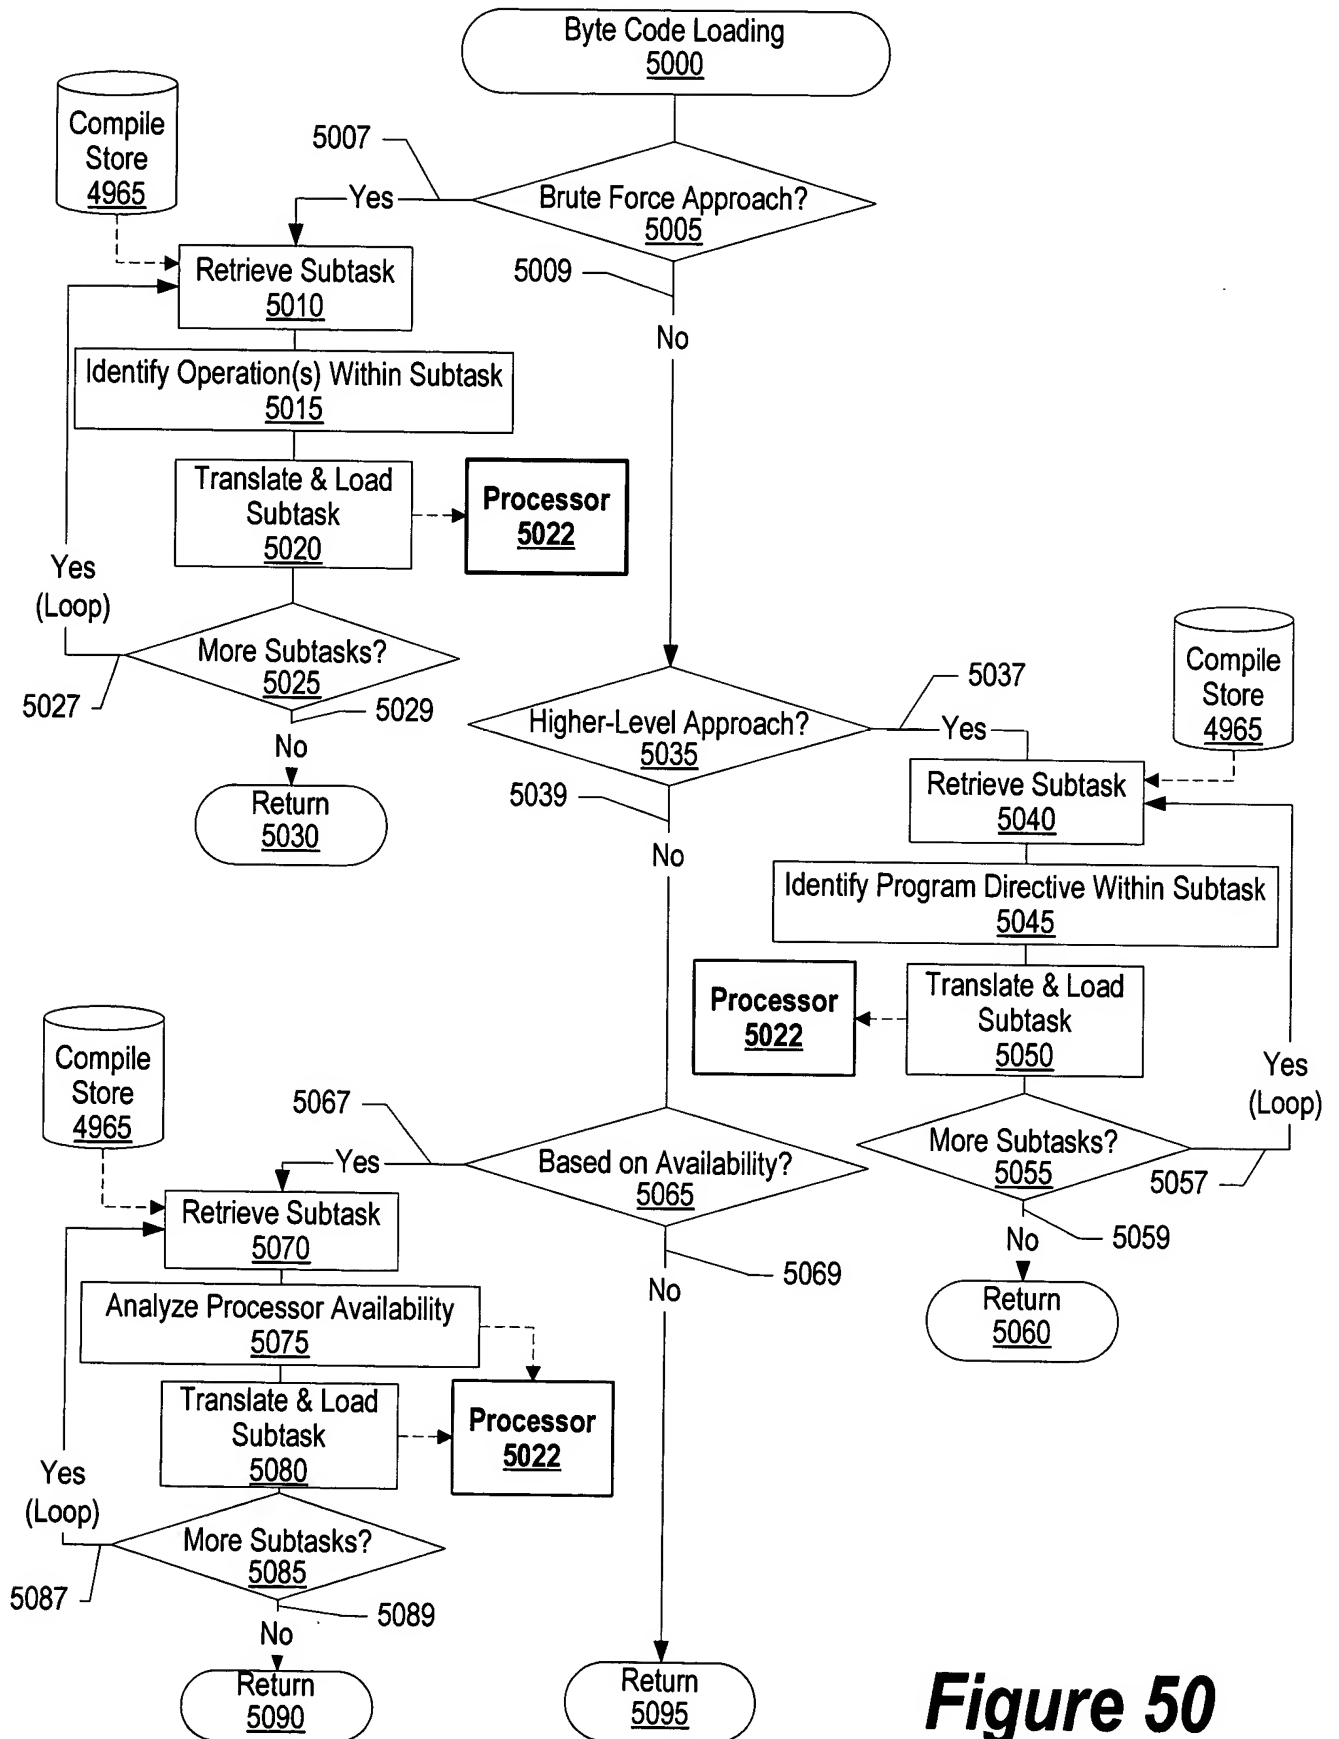 Byte Code Loading
5000
Compile
Store
4965
5007
Yes
Brute Force Approach?
5005
Retrieve Subtask
5010
5009
No
Identify Operation(s) Within Subtask
5015
Translate & Load
Subtask
5020
Processor
5022
Yes
(Loop)
More Subtasks?
5025
5027
5029
No
Return
5030
Higher-Level Approach?
5035
5037
Yes
Compile
Store
4965
5039
No
Retrieve Subtask
5040
Identify Program Directive Within Subtask
5045
Translate & Load
Subtask
5050
Processor
5022
Yes
(Loop)
More Subtasks?
5055
5057
5059
No
Return
5060
Compile
Store
4965
5067
Yes
Based on Availability?
5065
Retrieve Subtask
5070
5069
No
Analyze Processor Availability
5075
Translate & Load
Subtask
5080
Processor
5022
Yes
(Loop)
More Subtasks?
5085
5087
5089
No
Return
5090
Return
5095
Figure 50